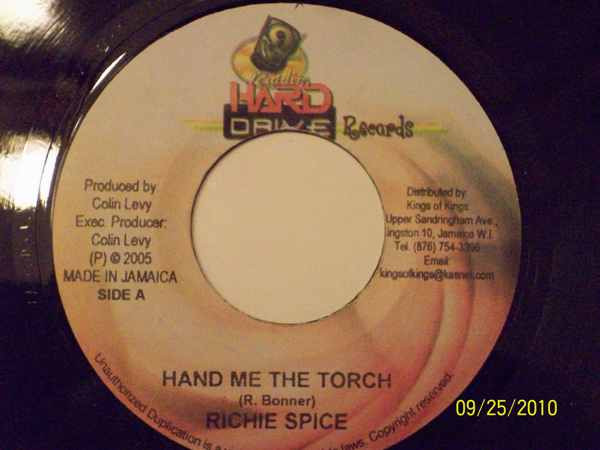 Riddim
HARD
DRIVE Records
Produced by
Colin Levy
Exec. Producer:
Colin Levy
(P) © 2005
MADE IN JAMAICA
SIDE A
Distributed by
Kings of Kings
Upper Sandringham Ave.,
ingston 10, Jamaica W.I.
Tel. (876) 754-3396
Email:
kingsofkings@kasnet.com
HAND ME THE TORCH
(R. Bonner)
RICHIE SPICE
Unauthorized Duplication is a laws. Copyright reserved.
09/25/2010